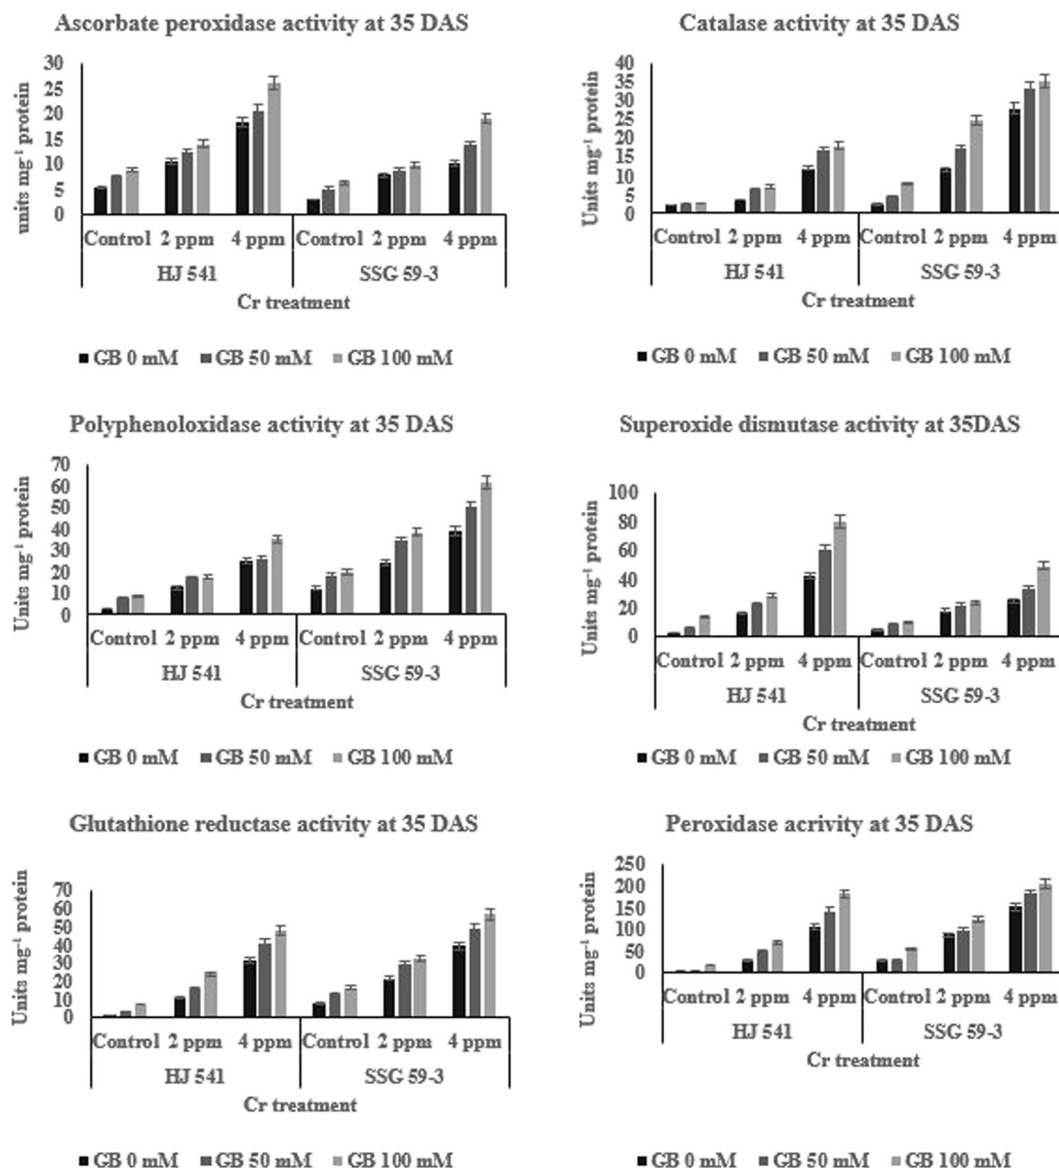 Ascorbate peroxidase activity at 35 DAS
units mg⁻¹ protein
30
25
20
15
10
5
0
Control 2 ppm 4 ppm Control 2 ppm 4 ppm
HJ 541 SSG 59-3
Cr treatment
■ GB 0 mM ■ GB 50 mM ■ GB 100 mM
Catalase activity at 35 DAS
Units mg⁻¹ protein
40
35
30
25
20
15
10
5
0
Control 2 ppm 4 ppm Control 2 ppm 4 ppm
HJ 541 SSG 59-3
Cr treatment
■ GB 0 mM ■ GB 50 mM ■ GB 100 mM
Polyphenoloxidase activity at 35 DAS
Units mg⁻¹ protein
70
60
50
40
30
20
10
0
Control 2 ppm 4 ppm Control 2 ppm 4 ppm
HJ 541 SSG 59-3
Cr treatment
■ GB 0 mM ■ GB 50 mM ■ GB 100 mM
Superoxide dismutase activity at 35DAS
Units mg⁻¹ protein
100
80
60
40
20
0
Control 2 ppm 4 ppm Control 2 ppm 4 ppm
HJ 541 SSG 59-3
Cr treatment
■ GB 0 mM ■ GB 50 mM ■ GB 100 mM
Glutathione reductase activity at 35 DAS
Units mg⁻¹ protein
70
60
50
40
30
20
10
0
Control 2 ppm 4 ppm Control 2 ppm 4 ppm
HJ 541 SSG 59-3
Cr treatment
■ GB 0 mM ■ GB 50 mM ■ GB 100 mM
Peroxidase acrivity at 35 DAS
Units mg⁻¹ protein
250
200
150
100
50
0
Control 2 ppm 4 ppm Control 2 ppm 4 ppm
HJ 541 SSG 59-3
Cr treatment
■ GB 0 mM ■ GB 50 mM ■ GB 100 mM